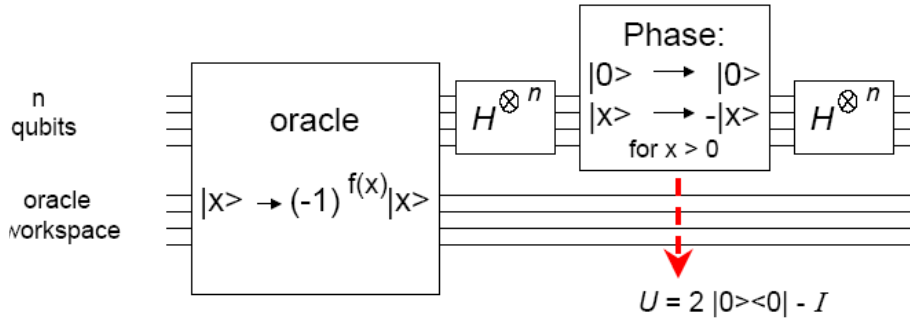 n
qubits
oracle
workspace
oracle
|x> → (-1) f(x) |x>
H ⊗ n
Phase:
|0> → |0>
|x> → -|x>
for x > 0
H ⊗ n
U = 2 |0><0| - I